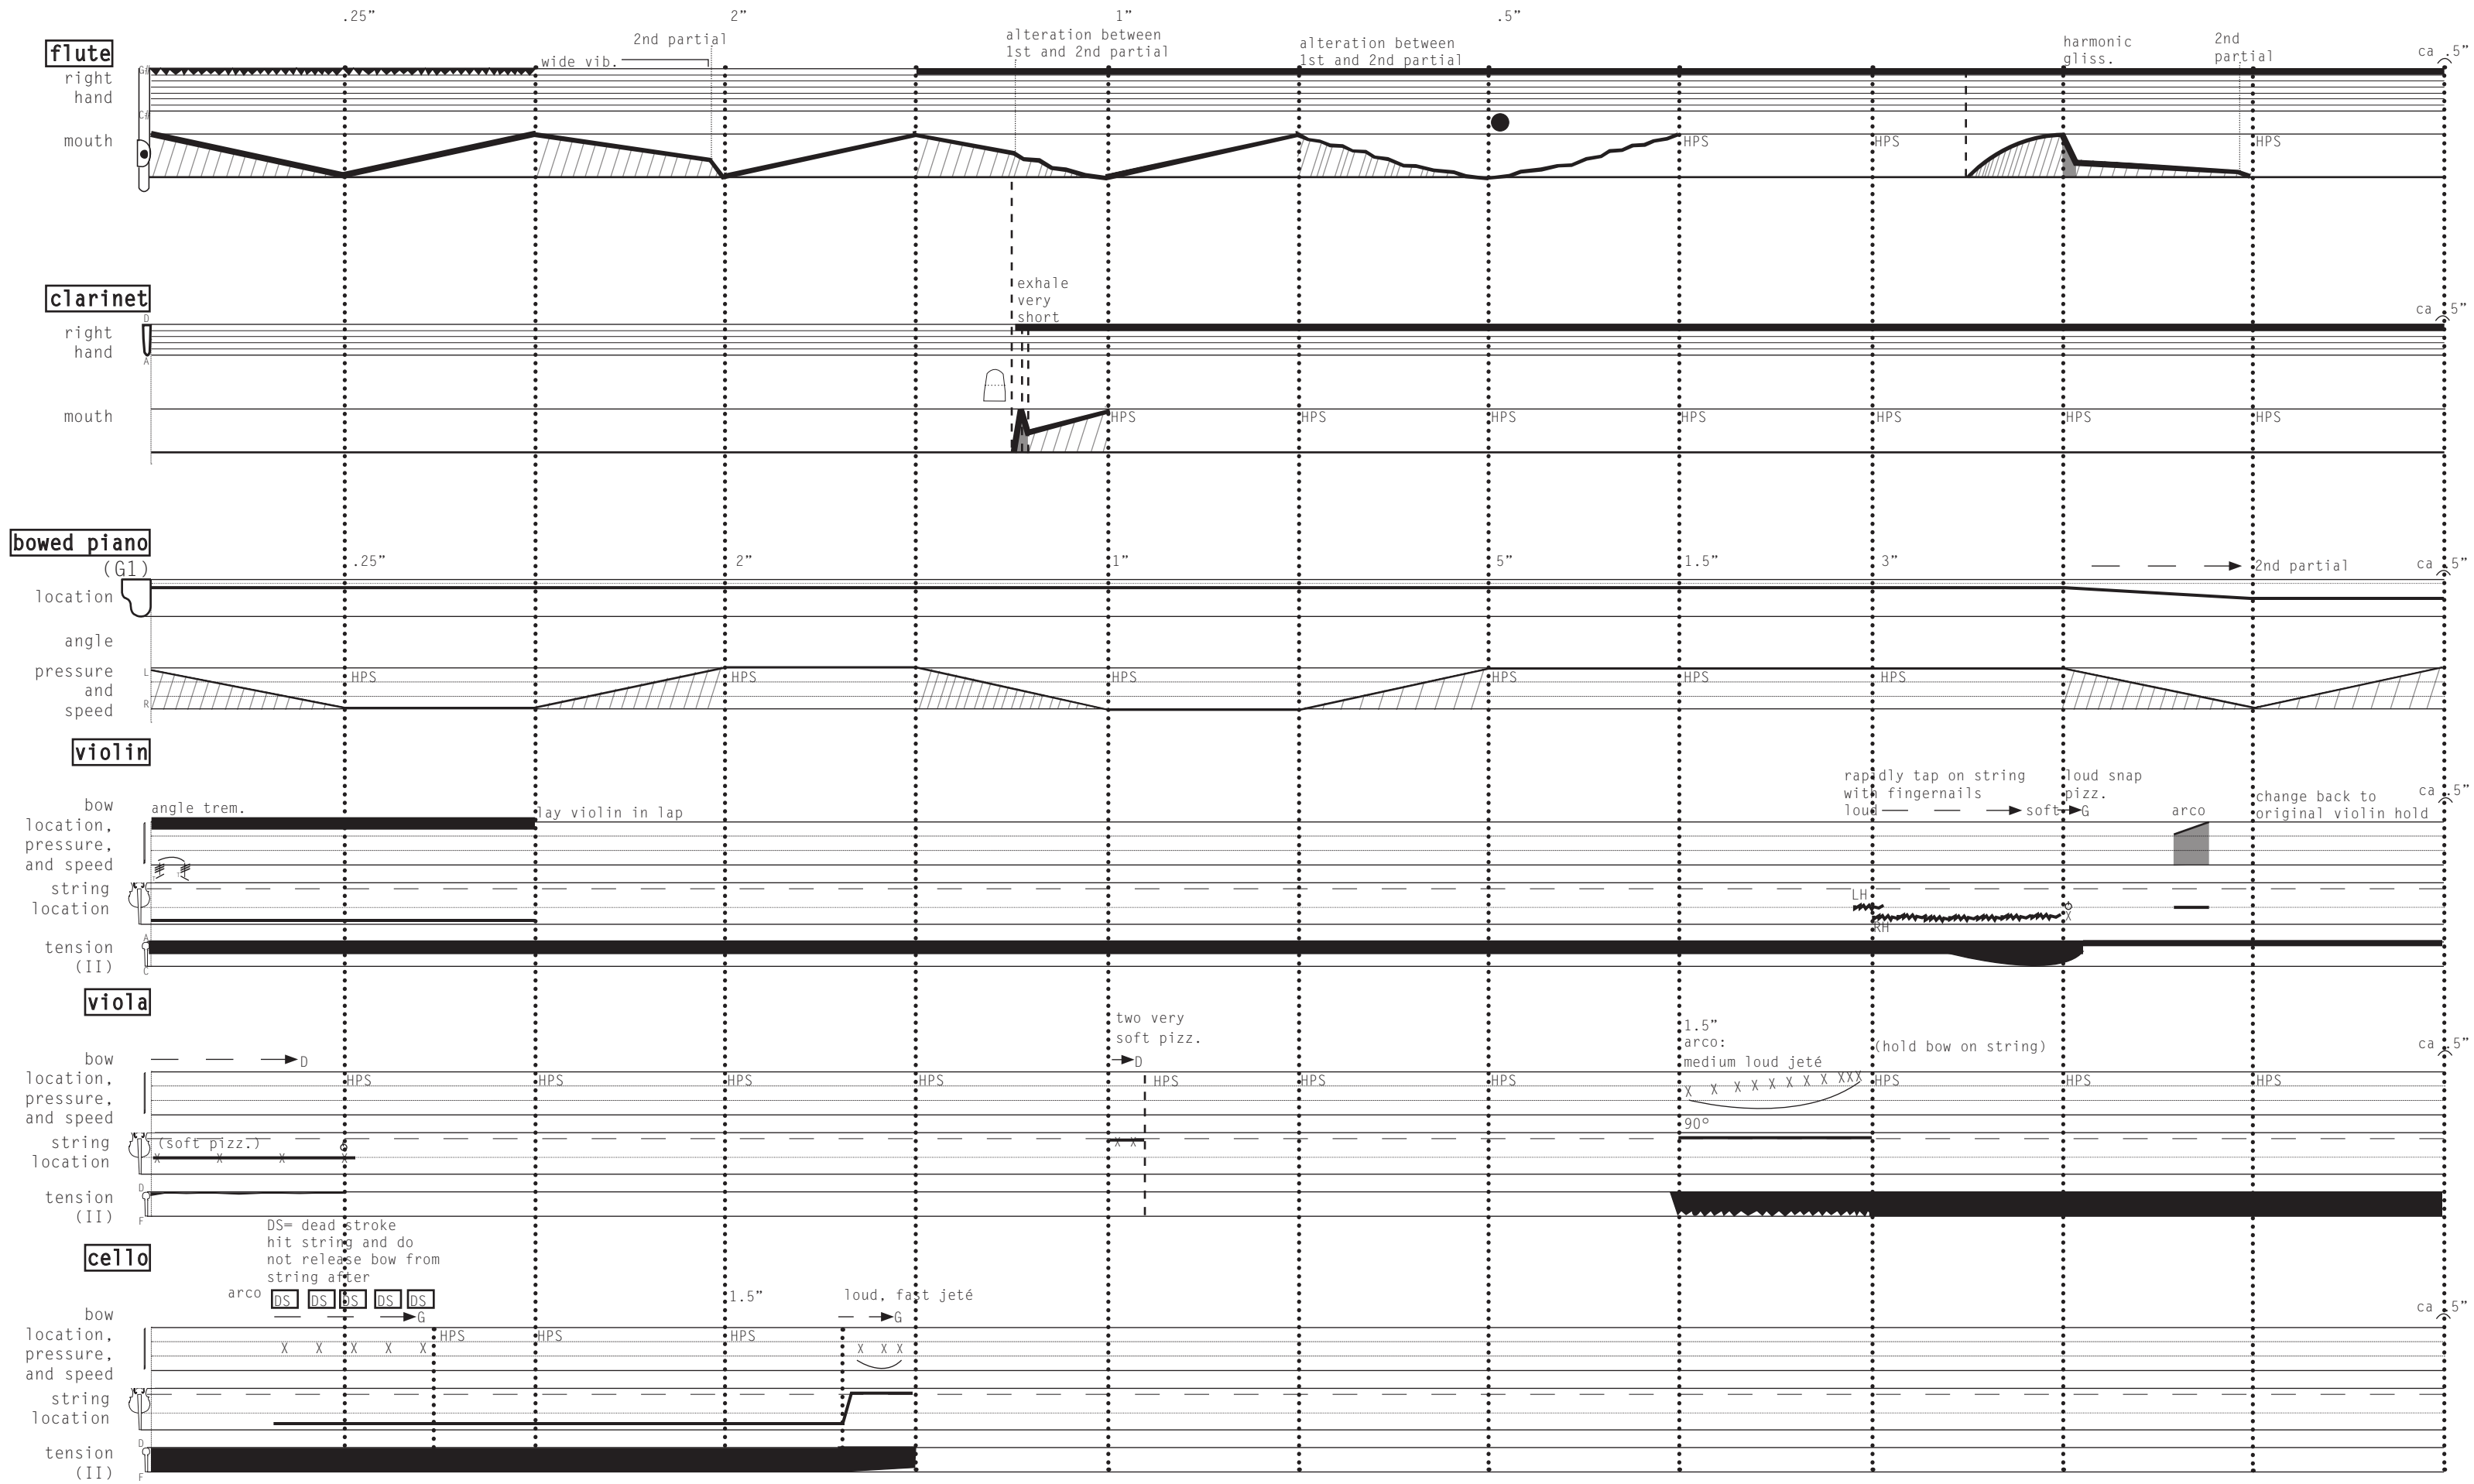 .25” 2” 1” .5”
flute
2nd partial
wide vib.
alteration between
1st and 2nd partial
alteration between
1st and 2nd partial
harmonic
gliss.
2nd
partial
ca .5”
G#
right
hand
C#
mouth
HPS HPS HPS
clarinet
exhale
very
short
ca .5”
D
right
hand
A
mouth
HPS HPS HPS HPS HPS HPS HPS
bowed piano
(G1)
.25” 2” 1” 5” 1.5” 3”
2nd partial
ca .5”
location
angle
pressure
and
speed
L
R
HPS HPS HPS HPS HPS HPS
violin
bow
location,
pressure,
and speed
angle trem.
lay violin in lap
rapidly tap on string
with fingernails
loud soft G
loud snap
pizz.
arco
change back to
original violin hold
ca .5”
string
location
LH
RH
X
A
tension
(II)
C
viola
two very
soft pizz.
1.5”
arco:
medium loud jeté
(hold bow on string)
ca .5”
bow
location,
pressure,
and speed
D D
HPS HPS HPS HPS HPS HPS HPS HPS HPS HPS
X X X X X X X X XXX
90°
string
location
(soft pizz.)
X X X X X X
D
tension
(II)
F
DS= dead stroke
hit string and do
not release bow from
string after
cello
arco DS DS DS DS DS
1.5”
loud, fast jeté
ca .5”
bow
location,
pressure,
and speed
G G
HPS HPS HPS
X X X X X X X X
string
location
D
tension
(II)
F